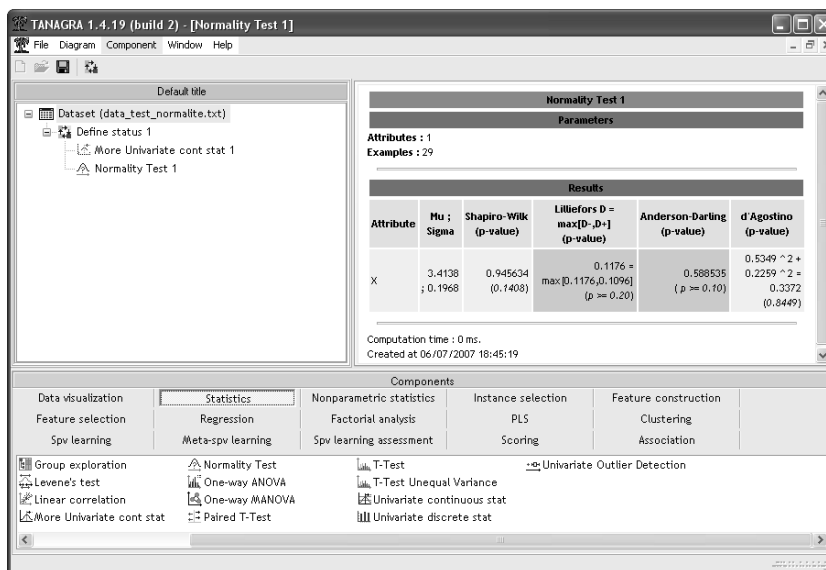 TANAGRA 1.4.19 (build 2) - [Normality Test 1]
File Diagram Component Window Help
Default title
Dataset (data_test_normalite.txt)
Define status 1
More Univariate cont stat 1
Normality Test 1
Normality Test 1
Parameters
Attributes : 1
Examples : 29
Results
Attribute
Mu ;
Sigma
Shapiro-Wilk
(p-value)
Lilliefors D =
max[D-,D+]
(p-value)
Anderson-Darling
(p-value)
d'Agostino
(p-value)
X
3.4138
; 0.1968
0.945634
(0.1408)
0.1176 =
max[0.1176,0.1096]
(p >= 0.20)
0.588535
( p >= 0.10)
0.5349 ^2 +
0.2259 ^2 =
0.3372
(0.8449)
Computation time : 0 ms.
Created at 06/07/2007 18:45:19
Components
Data visualization Statistics Nonparametric statistics Instance selection Feature construction
Feature selection Regression Factorial analysis PLS Clustering
Spv learning Meta-spv learning Spv learning assessment Scoring Association
Group exploration Normality Test T-Test Univariate Outlier Detection
Levene's test One-way ANOVA T-Test Unequal Variance
Linear correlation One-way MANOVA Univariate continuous stat
More Univariate cont stat Paired T-Test Univariate discrete stat